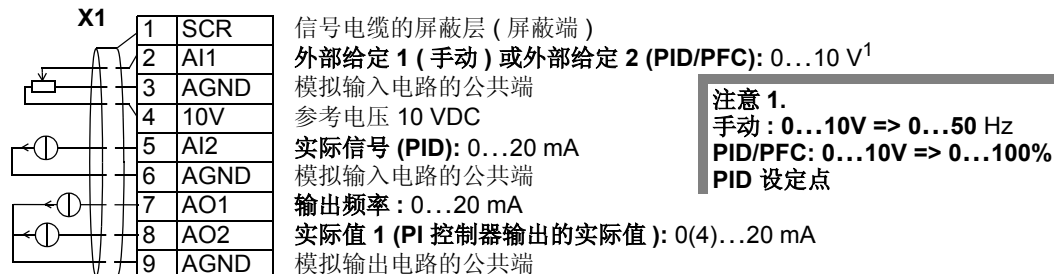 X1
1 SCR 信号电缆的屏蔽层 ( 屏蔽端 )
2 AI1 外部给定 1 ( 手动 ) 或外部给定 2 (PID/PFC): 0…10 V1
3 AGND 模拟输入电路的公共端
4 10V 参考电压 10 VDC
5 AI2 实际信号 (PID): 0…20 mA
6 AGND 模拟输入电路的公共端
7 AO1 输出频率 : 0…20 mA
8 AO2 实际值 1 (PI 控制器输出的实际值 ): 0(4)…20 mA
9 AGND 模拟输出电路的公共端
注意 1.
手动 : 0…10V => 0…50 Hz
PID/PFC: 0…10V => 0…100%
PID 设定点